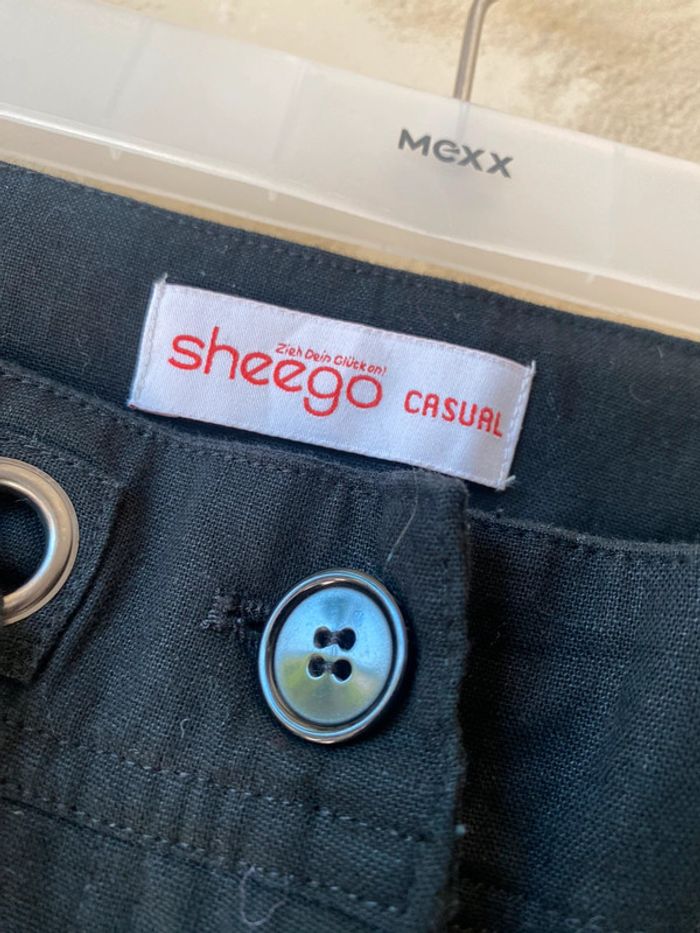 Mexx
Zieh Dein Glück an!
sheego CASUAL